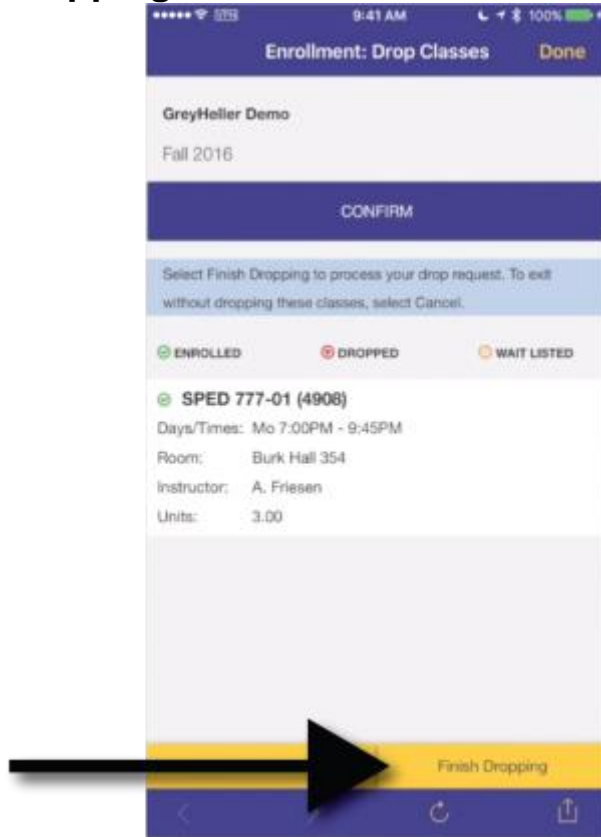 9:41 AM 100%
Enrollment: Drop Classes Done
GreyHeller Demo
Fall 2016
CONFIRM
Select Finish Dropping to process your drop request. To exit
without dropping these classes, select Cancel.
ENROLLED DROPPED WAIT LISTED
SPED 777-01 (4908)
Days/Times: Mo 7:00PM - 9:45PM
Room: Burk Hall 354
Instructor: A. Friesen
Units: 3.00
Finish Dropping